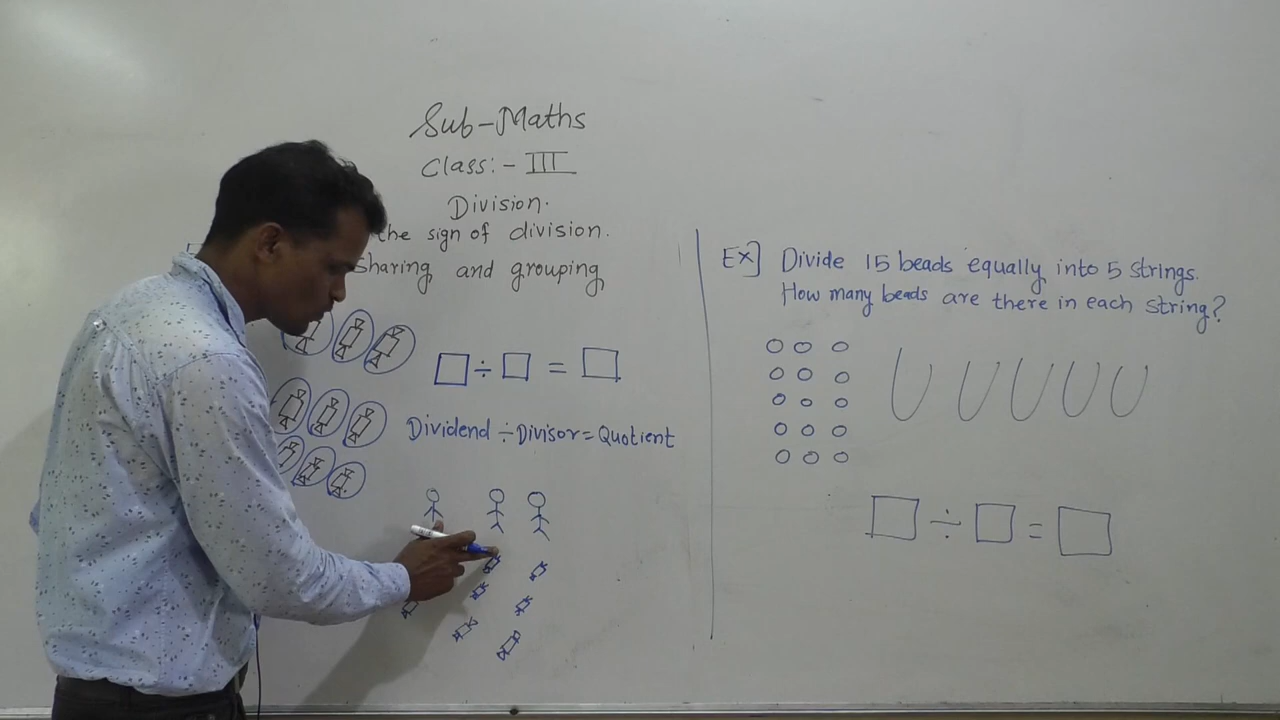 Sub-Maths
Class:- III
Division.
the sign of division.
sharing and grouping
□ ÷ □ = □
Dividend ÷ Divisor = Quotient
Ex] Divide 15 beads equally into 5 strings.
How many beads are there in each string?
□ ÷ □ = □